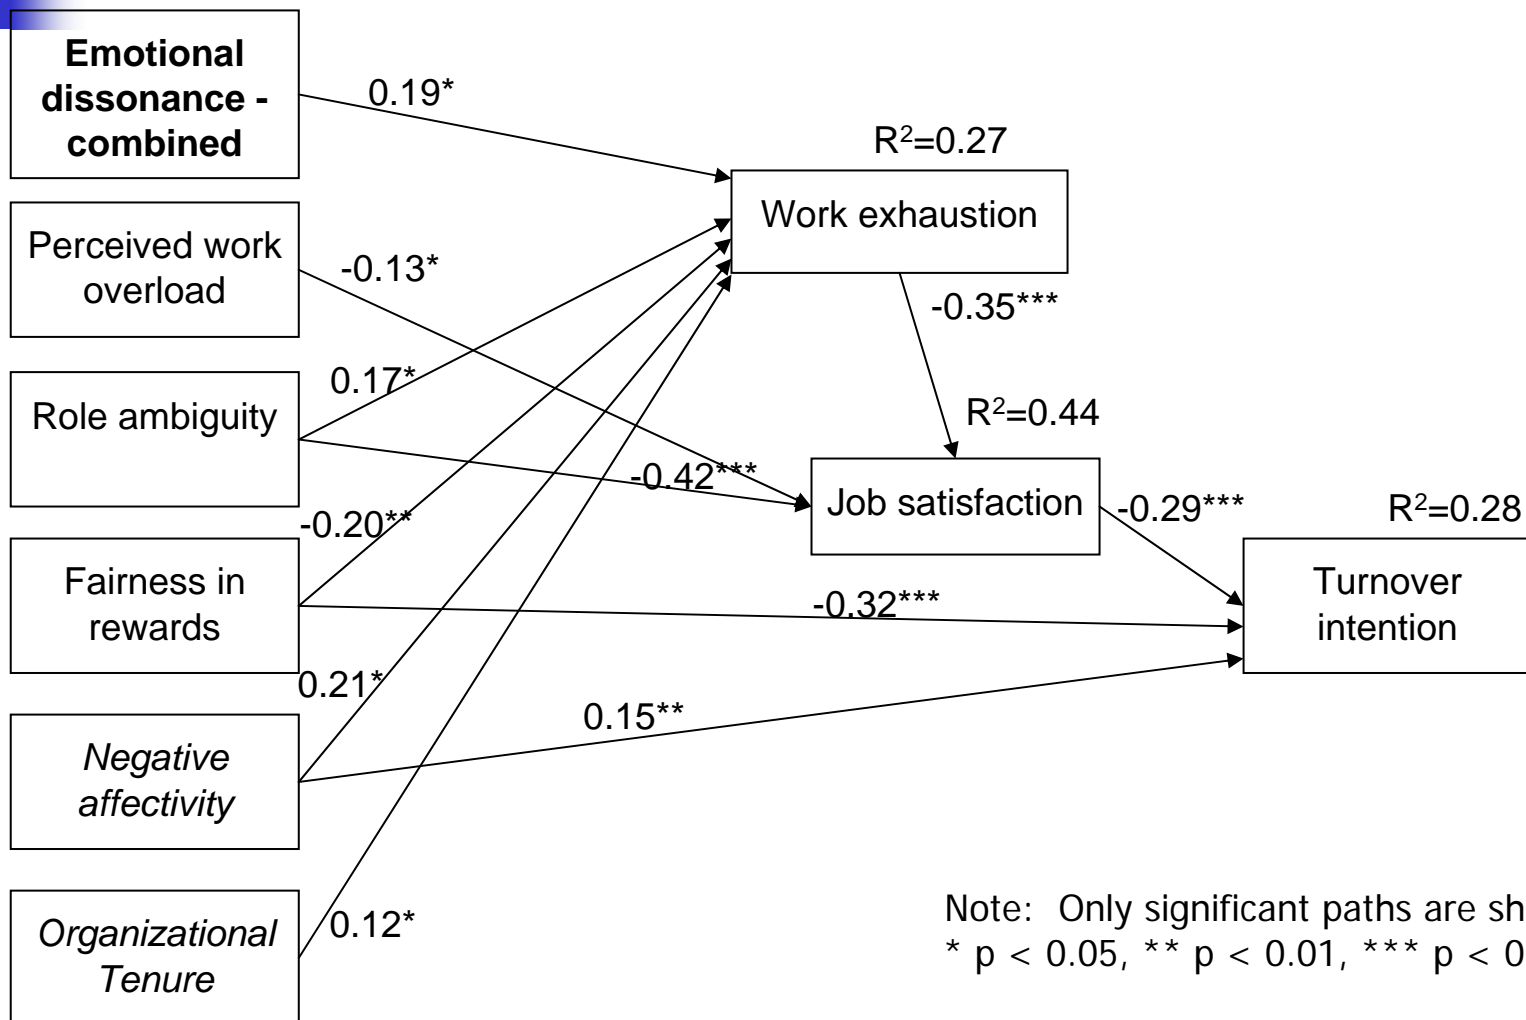 Emotional
dissonance -
combined
0.19*
R²=0.27
Work exhaustion
Perceived work
overload
-0.13*
-0.35***
0.17*
Role ambiguity
R²=0.44
-0.42***
Job satisfaction
-0.29***
R²=0.28
-0.20**
Fairness in
rewards
-0.32***
Turnover
intention
0.21*
0.15**
Negative
affectivity
0.12*
Organizational
Tenure
Note: Only significant paths are sh
* p < 0.05, ** p < 0.01, *** p < 0